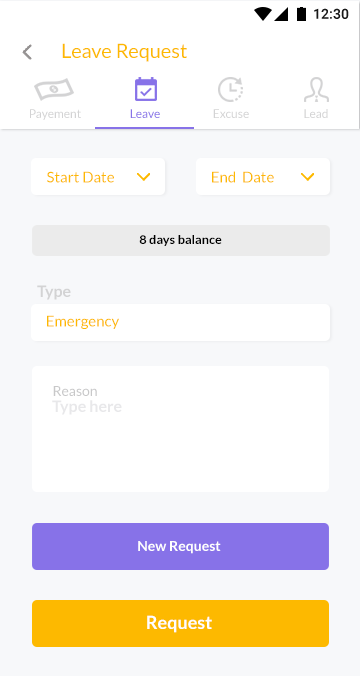 12:30
Leave Request
Payement Leave Excuse Lead
Start Date End Date
8 days balance
Type
Emergency
Reason
Type here
New Request
Request